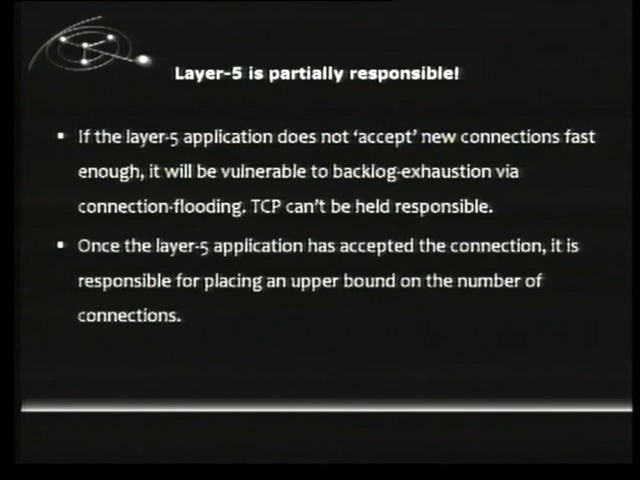 Layer-5 is partially responsible!
▪ If the layer-5 application does not ‘accept’ new connections fast
enough, it will be vulnerable to backlog-exhaustion via
connection-flooding. TCP can’t be held responsible.
▪ Once the layer-5 application has accepted the connection, it is
responsible for placing an upper bound on the number of
connections.